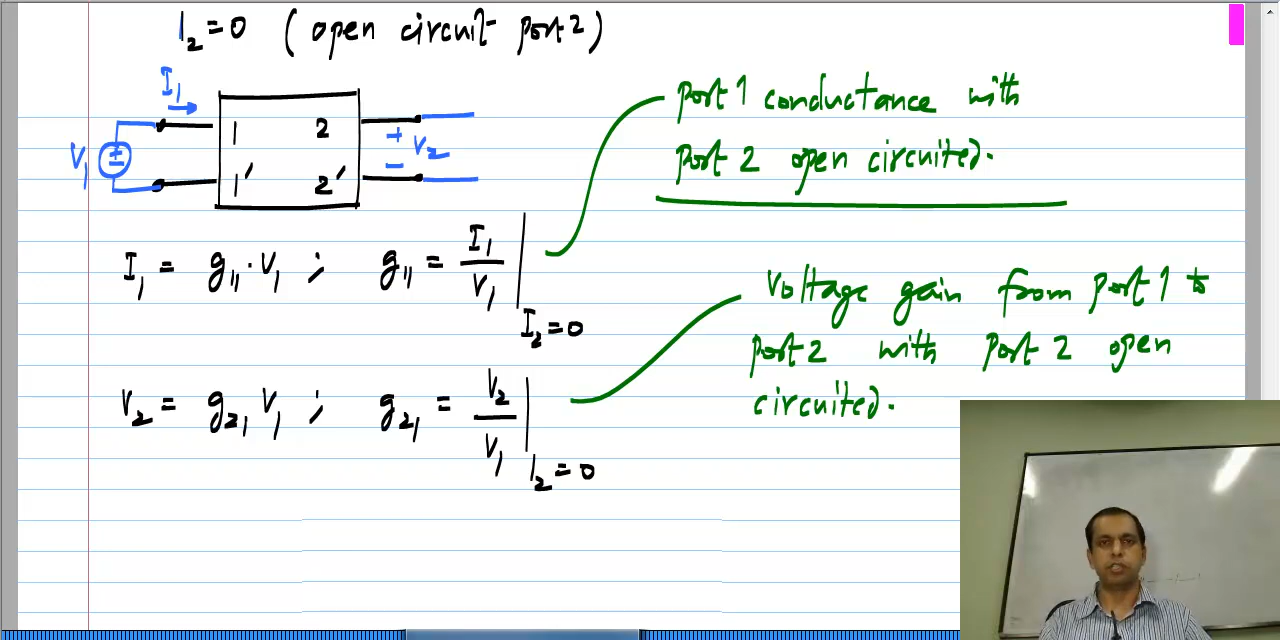 I₂ = 0 (open circuit port 2)
I₁
port 1 conductance with
port 2 open circuited.
V₁ + - 1 2 + V₂
1' 2' -
I₁ = g₁₁ · V₁ ; g₁₁ = I₁ / V₁ | I₂ = 0
Voltage gain from port 1 to
port 2 with port 2 open
circuited.
V₂ = g₂₁ V₁ ; g₂₁ = V₂ / V₁ | I₂ = 0